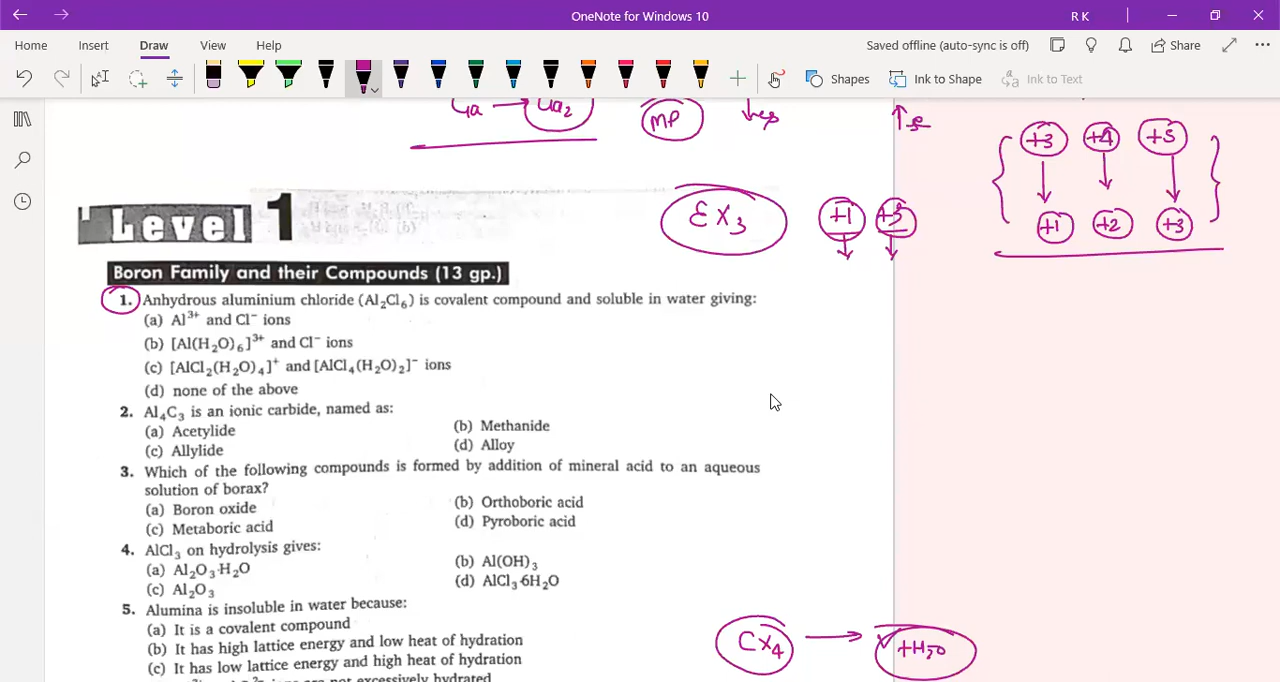 OneNote for Windows 10
R K
Home Insert Draw View Help
Saved offline (auto-sync is off)
Share
Shapes
Ink to Shape
Ink to Text
Ga → Ga2
MP
+3 +4 +5
+1 +2 +3
Level 1
EX3
+1
Boron Family and their Compounds (13 gp.)
1. Anhydrous aluminium chloride (Al₂Cl₆) is covalent compound and soluble in water giving:
(a) Al³⁺ and Cl⁻ ions
(b) [Al(H₂O)₆]³⁺ and Cl⁻ ions
(c) [AlCl₂(H₂O)₄]⁺ and [AlCl₄(H₂O)₂]⁻ ions
(d) none of the above
2. Al₄C₃ is an ionic carbide, named as:
(a) Acetylide (b) Methanide
(c) Allylide (d) Alloy
3. Which of the following compounds is formed by addition of mineral acid to an aqueous
solution of borax?
(a) Boron oxide (b) Orthoboric acid
(c) Metaboric acid (d) Pyroboric acid
4. AlCl₃ on hydrolysis gives:
(a) Al₂O₃·H₂O (b) Al(OH)₃
(c) Al₂O₃ (d) AlCl₃·6H₂O
5. Alumina is insoluble in water because:
(a) It is a covalent compound
(b) It has high lattice energy and low heat of hydration
(c) It has low lattice energy and high heat of hydration
ions are not excessively hydrated
CX4 → +H2O